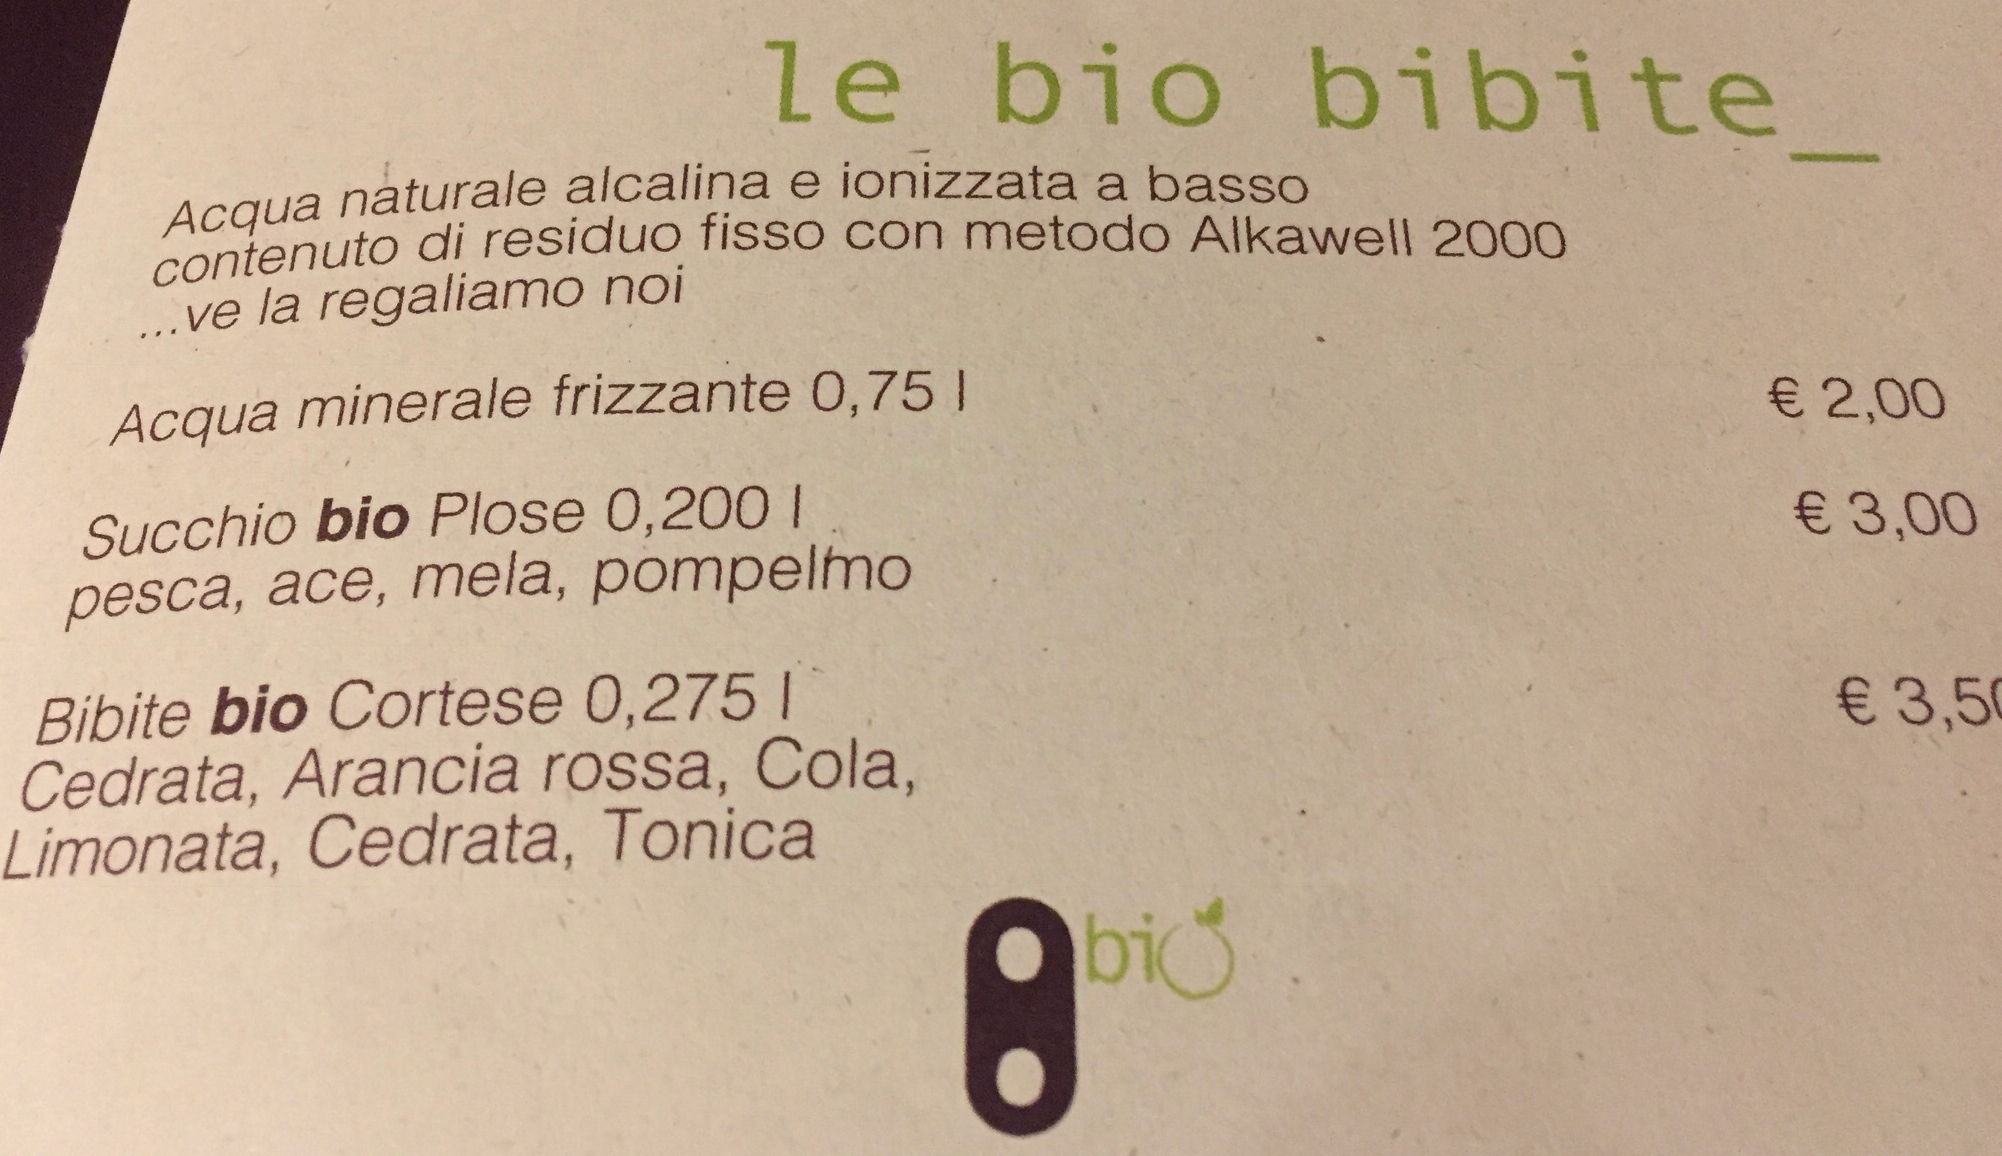 le bio bibite_
Acqua naturale alcalina e ionizzata a basso
contenuto di residuo fisso con metodo Alkawell 2000
...ve la regaliamo noi
Acqua minerale frizzante 0,75 l € 2,00
Succhio bio Plose 0,200 l € 3,00
pesca, ace, mela, pompelmo
Bibite bio Cortese 0,275 l € 3,50
Cedrata, Arancia rossa, Cola,
Limonata, Cedrata, Tonica
bio